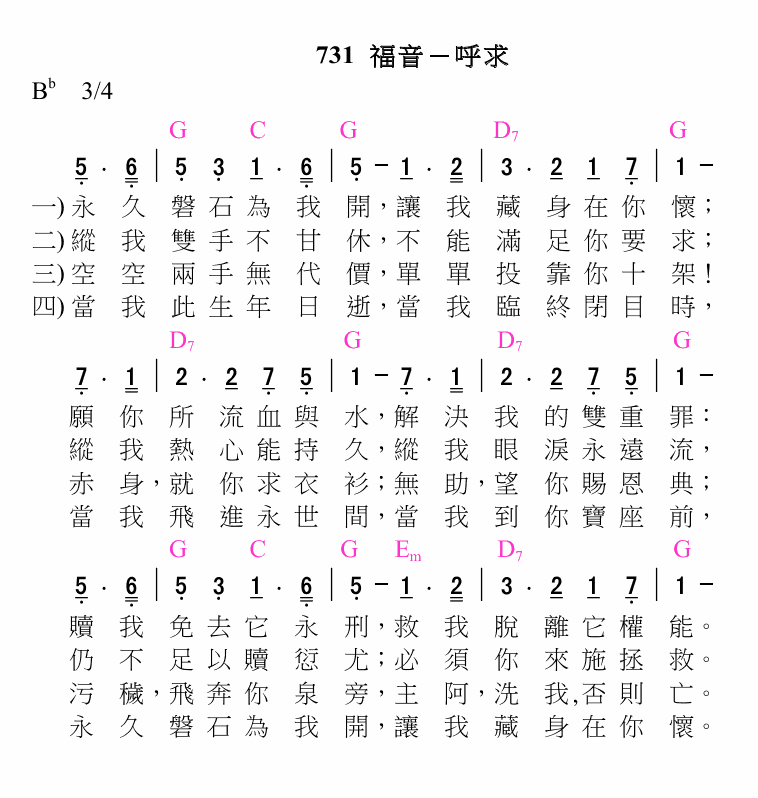 731 福音－呼求
B♭ 3/4
G C G D7 G
5 · 6 | 5 3 1 · 6 | 5 – 1 · 2 | 3 · 2 1 7 | 1 –
一) 永久磐石為我開，讓我藏身在你懷；
二) 縱我雙手不甘休，不能滿足你要求；
三) 空空兩手無代價，單單投靠你十架！
四) 當我此生年日逝，當我臨終閉目時，
D7 G D7 G
7 · 1 | 2 · 2 7 5 | 1 – 7 · 1 | 2 · 2 7 5 | 1 –
願你所流血與水，解決我的雙重罪：
縱我熱心能持久，縱我眼淚永遠流，
赤身，就你求衣衫；無助，望你賜恩典；
當我飛進永世間，當我到你寶座前，
G C G Em D7 G
5 · 6 | 5 3 1 · 6 | 5 – 1 · 2 | 3 · 2 1 7 | 1 –
贖我免去它永刑，救我脫離它權能。
仍不足以贖愆尤；必須你來施拯救。
污穢，飛奔你泉旁，主阿，洗我,否則亡。
永久磐石為我開，讓我藏身在你懷。